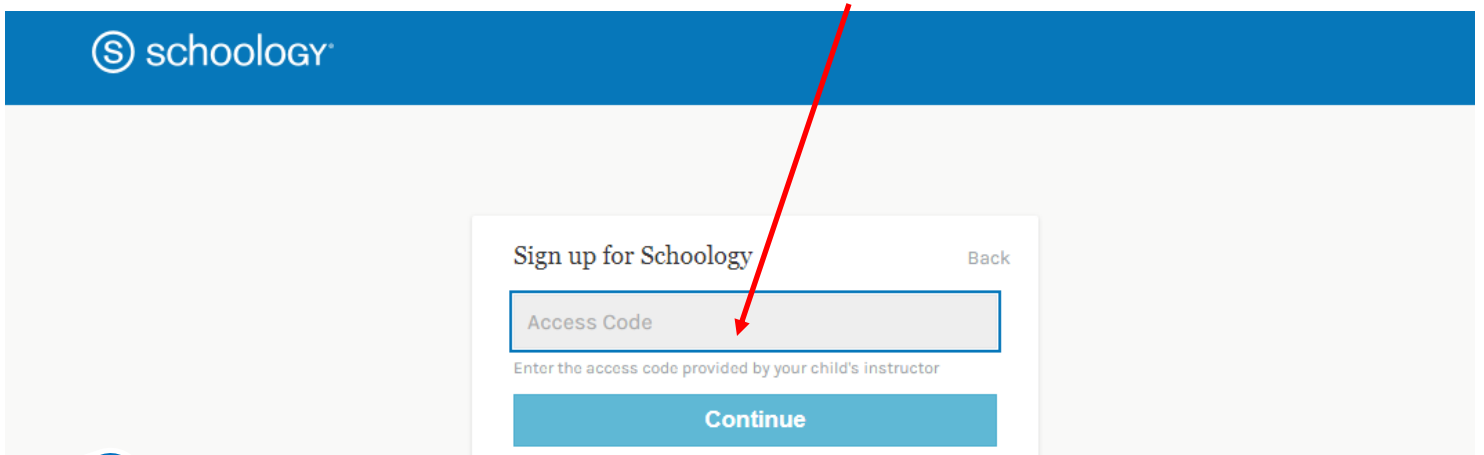 S schoology
Sign up for Schoology
Back
Access Code
Enter the access code provided by your child's instructor
Continue